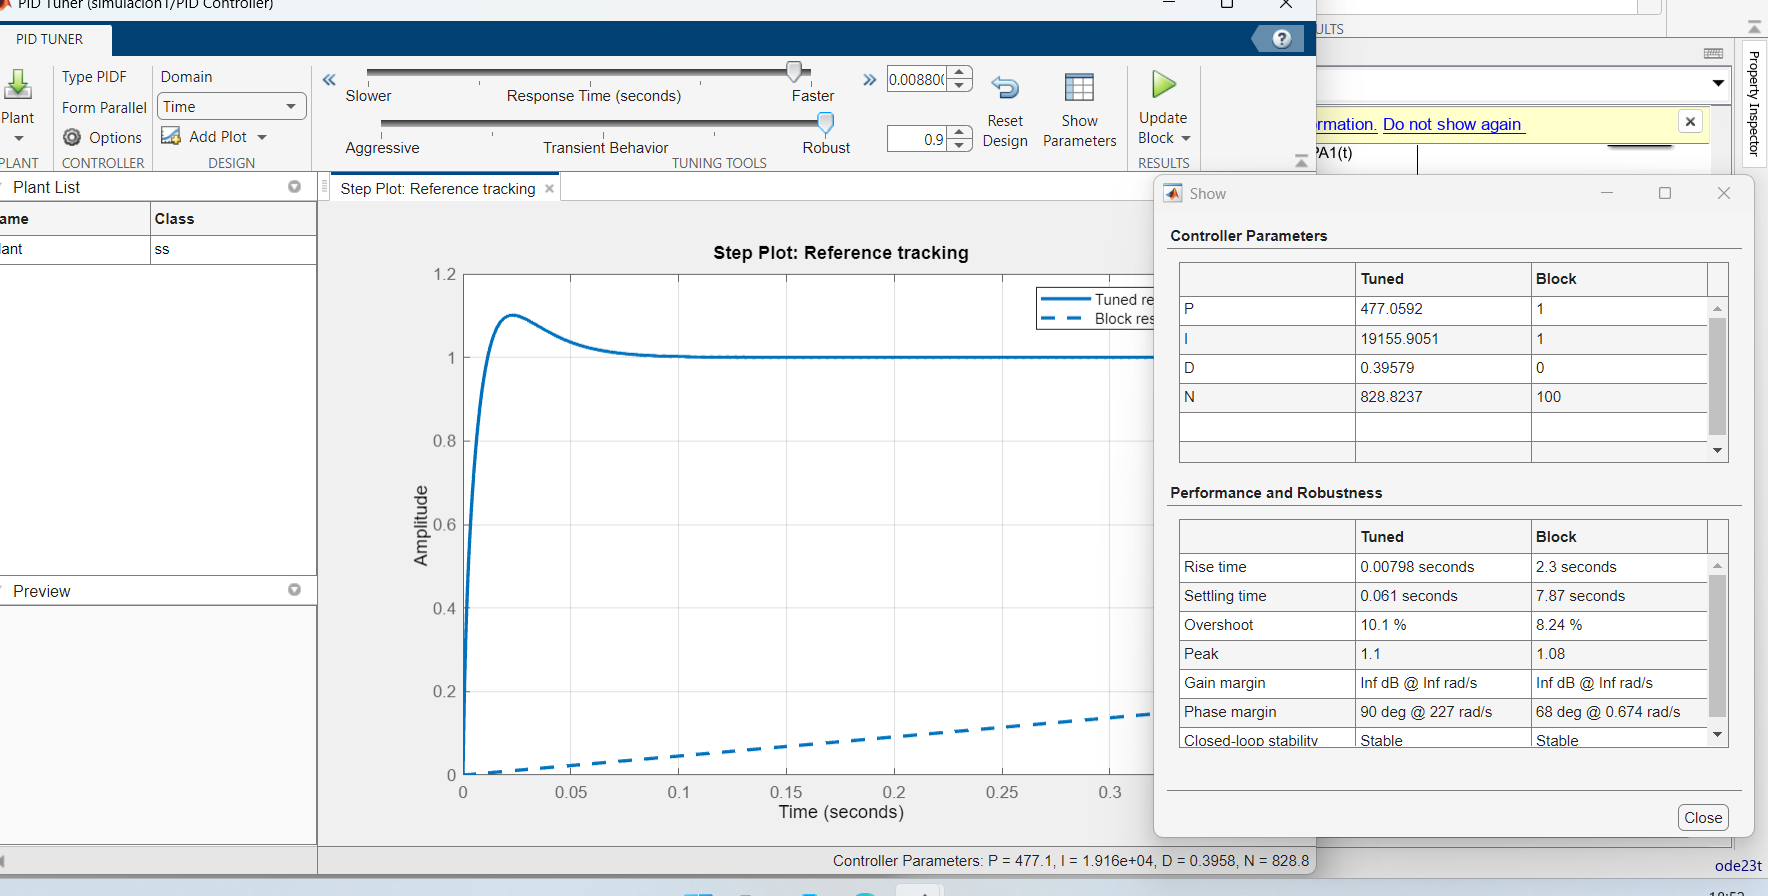 PID Tuner (simulacion1/PID Controller)
PID TUNER
ULTS
Plant
PLANT
Type PIDF
Form Parallel
Options
CONTROLLER
Domain
Time
Add Plot
DESIGN
Slower
Response Time (seconds)
Faster
Aggressive
Transient Behavior
Robust
0.00880
0.9
TUNING TOOLS
Reset
Design
Show
Parameters
Update
Block
RESULTS
rmation. Do not show again
PA1(t)
Property Inspector
Plant List
ame
Class
lant
ss
Preview
Step Plot: Reference tracking
Step Plot: Reference tracking
Tuned re
Block res
Amplitude
1.2
1
0.8
0.6
0.4
0.2
0
0
0.05
0.1
0.15
0.2
0.25
0.3
Time (seconds)
Controller Parameters: P = 477.1, I = 1.916e+04, D = 0.3958, N = 828.8
Show
Controller Parameters
Tuned Block
P 477.0592 1
I 19155.9051 1
D 0.39579 0
N 828.8237 100
Performance and Robustness
Tuned Block
Rise time 0.00798 seconds 2.3 seconds
Settling time 0.061 seconds 7.87 seconds
Overshoot 10.1 % 8.24 %
Peak 1.1 1.08
Gain margin Inf dB @ Inf rad/s Inf dB @ Inf rad/s
Phase margin 90 deg @ 227 rad/s 68 deg @ 0.674 rad/s
Closed-loop stability Stable Stable
Close
ode23t